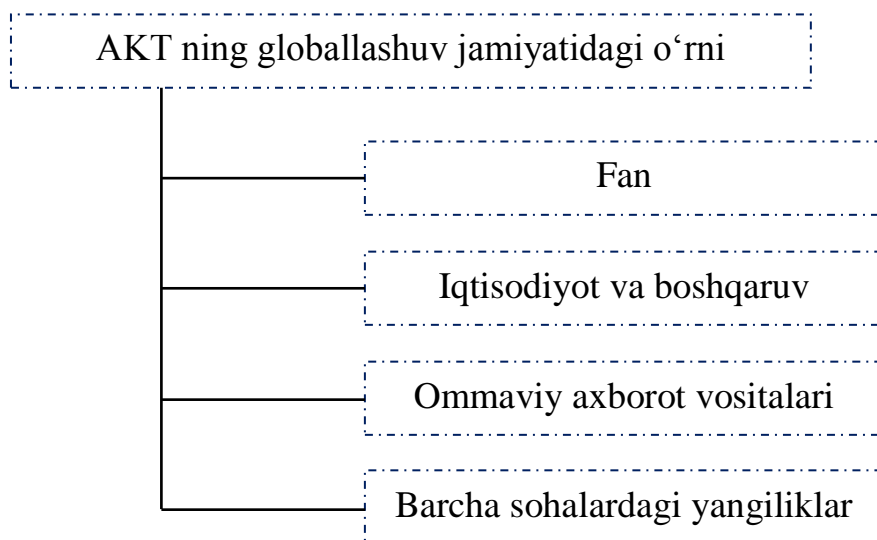 AKT ning globallashuv jamiyatidagi o‘rni
Fan
Iqtisodiyot va boshqaruv
Ommaviy axborot vositalari
Barcha sohalardagi yangiliklar